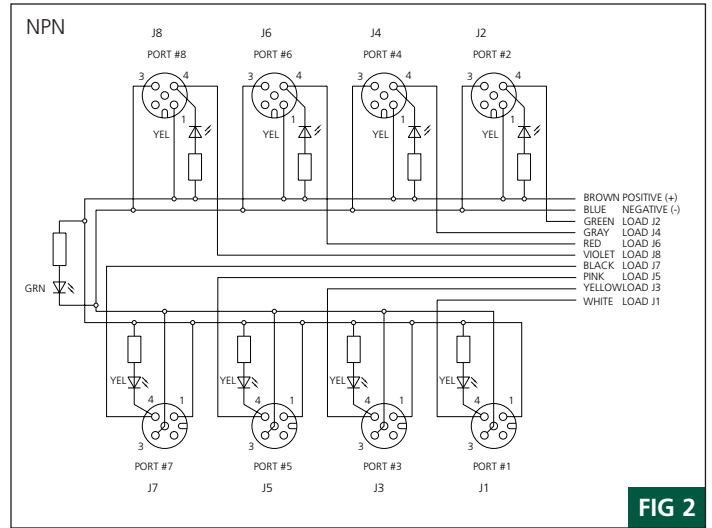 NPN
J8 J6 J4 J2
PORT #8 PORT #6 PORT #4 PORT #2
3 4 3 4 3 4 3 4
1 1 1 1
YEL YEL YEL YEL
BROWN POSITIVE (+)
BLUE NEGATIVE (-)
GREEN LOAD J2
GRAY LOAD J4
RED LOAD J6
VIOLET LOAD J8
BLACK LOAD J7
PINK LOAD J5
YELLOW LOAD J3
WHITE LOAD J1
GRN
YEL YEL YEL YEL
4 1 4 1 4 1 4 1
3 3 3 3
PORT #7 PORT #5 PORT #3 PORT #1
J7 J5 J3 J1
FIG 2